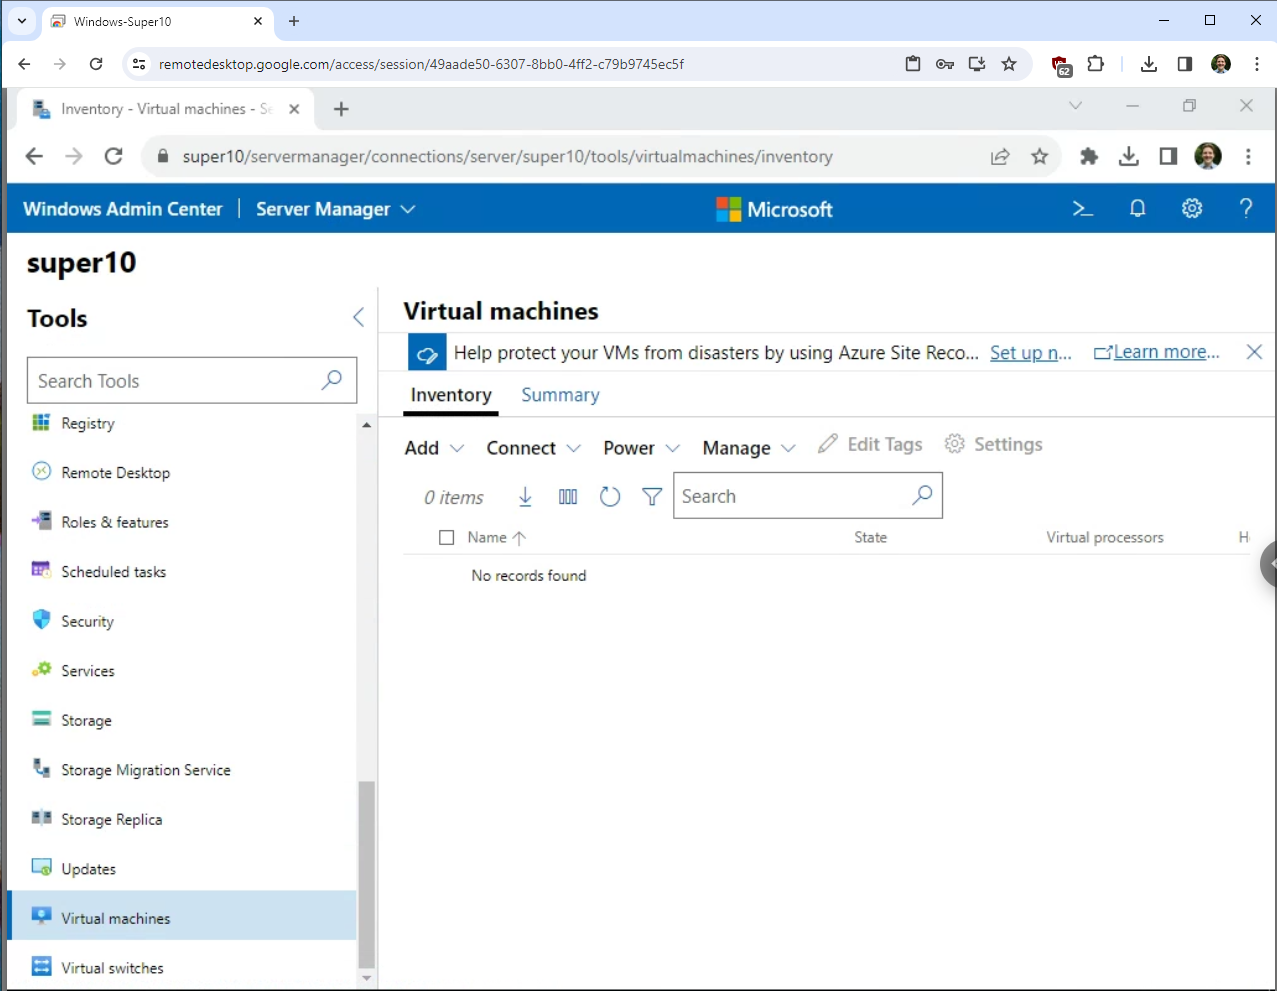 Windows-Super10
remotedesktop.google.com/access/session/49aade50-6307-8bb0-4ff2-c79b9745ec5f
62
Inventory - Virtual machines - Se
super10/servermanager/connections/server/super10/tools/virtualmachines/inventory
Windows Admin Center | Server Manager
Microsoft
super10
Tools
Search Tools
Registry
Remote Desktop
Roles & features
Scheduled tasks
Security
Services
Storage
Storage Migration Service
Storage Replica
Updates
Virtual machines
Virtual switches
Virtual machines
Help protect your VMs from disasters by using Azure Site Reco... Set up n... Learn more...
Inventory Summary
Add Connect Power Manage Edit Tags Settings
0 items Search
Name State Virtual processors H
No records found